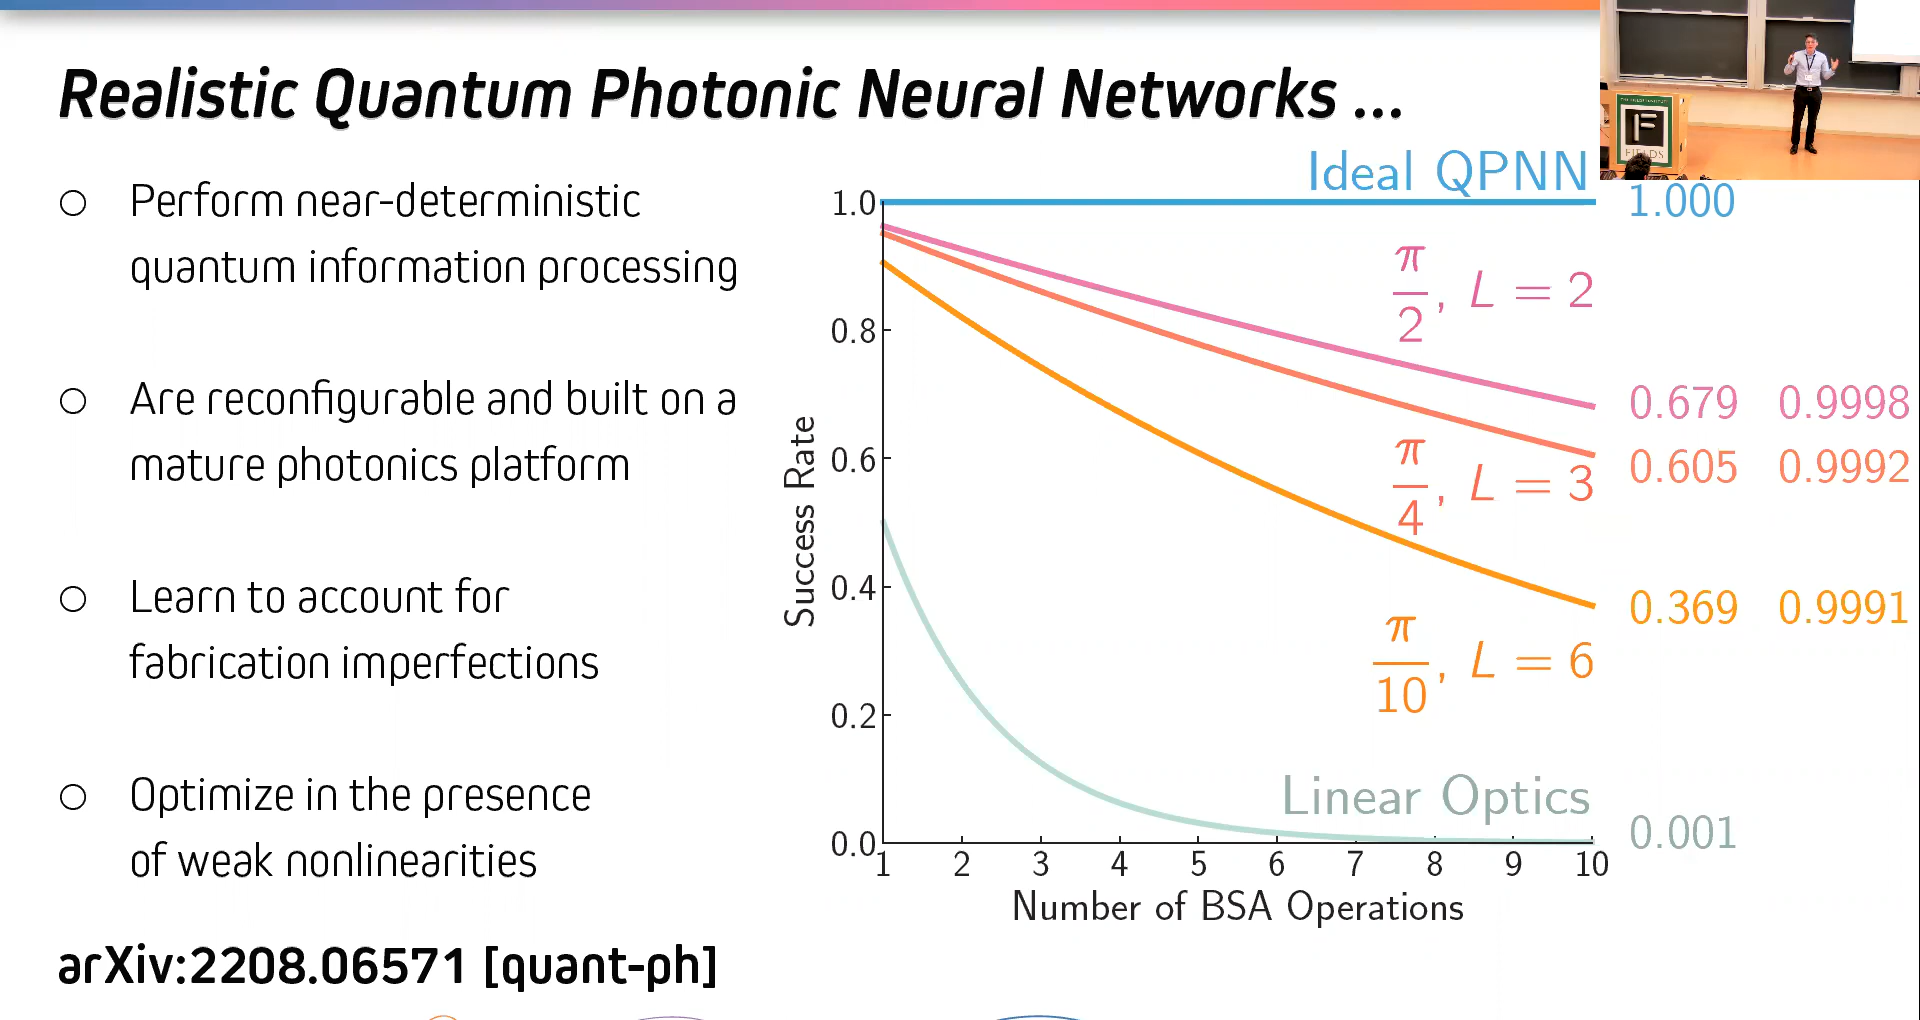 Realistic Quantum Photonic Neural Networks ...
○ Perform near-deterministic
quantum information processing
○ Are reconfigurable and built on a
mature photonics platform
○ Learn to account for
fabrication imperfections
○ Optimize in the presence
of weak nonlinearities
arXiv:2208.06571 [quant-ph]
Ideal QPNN
1.000
π/2, L = 2
0.679 0.9998
π/4, L = 3
0.605 0.9992
π/10, L = 6
0.369 0.9991
Linear Optics
0.001
Success Rate
1.0
0.8
0.6
0.4
0.2
0.0
1 2 3 4 5 6 7 8 9 10
Number of BSA Operations
F
FIELDS